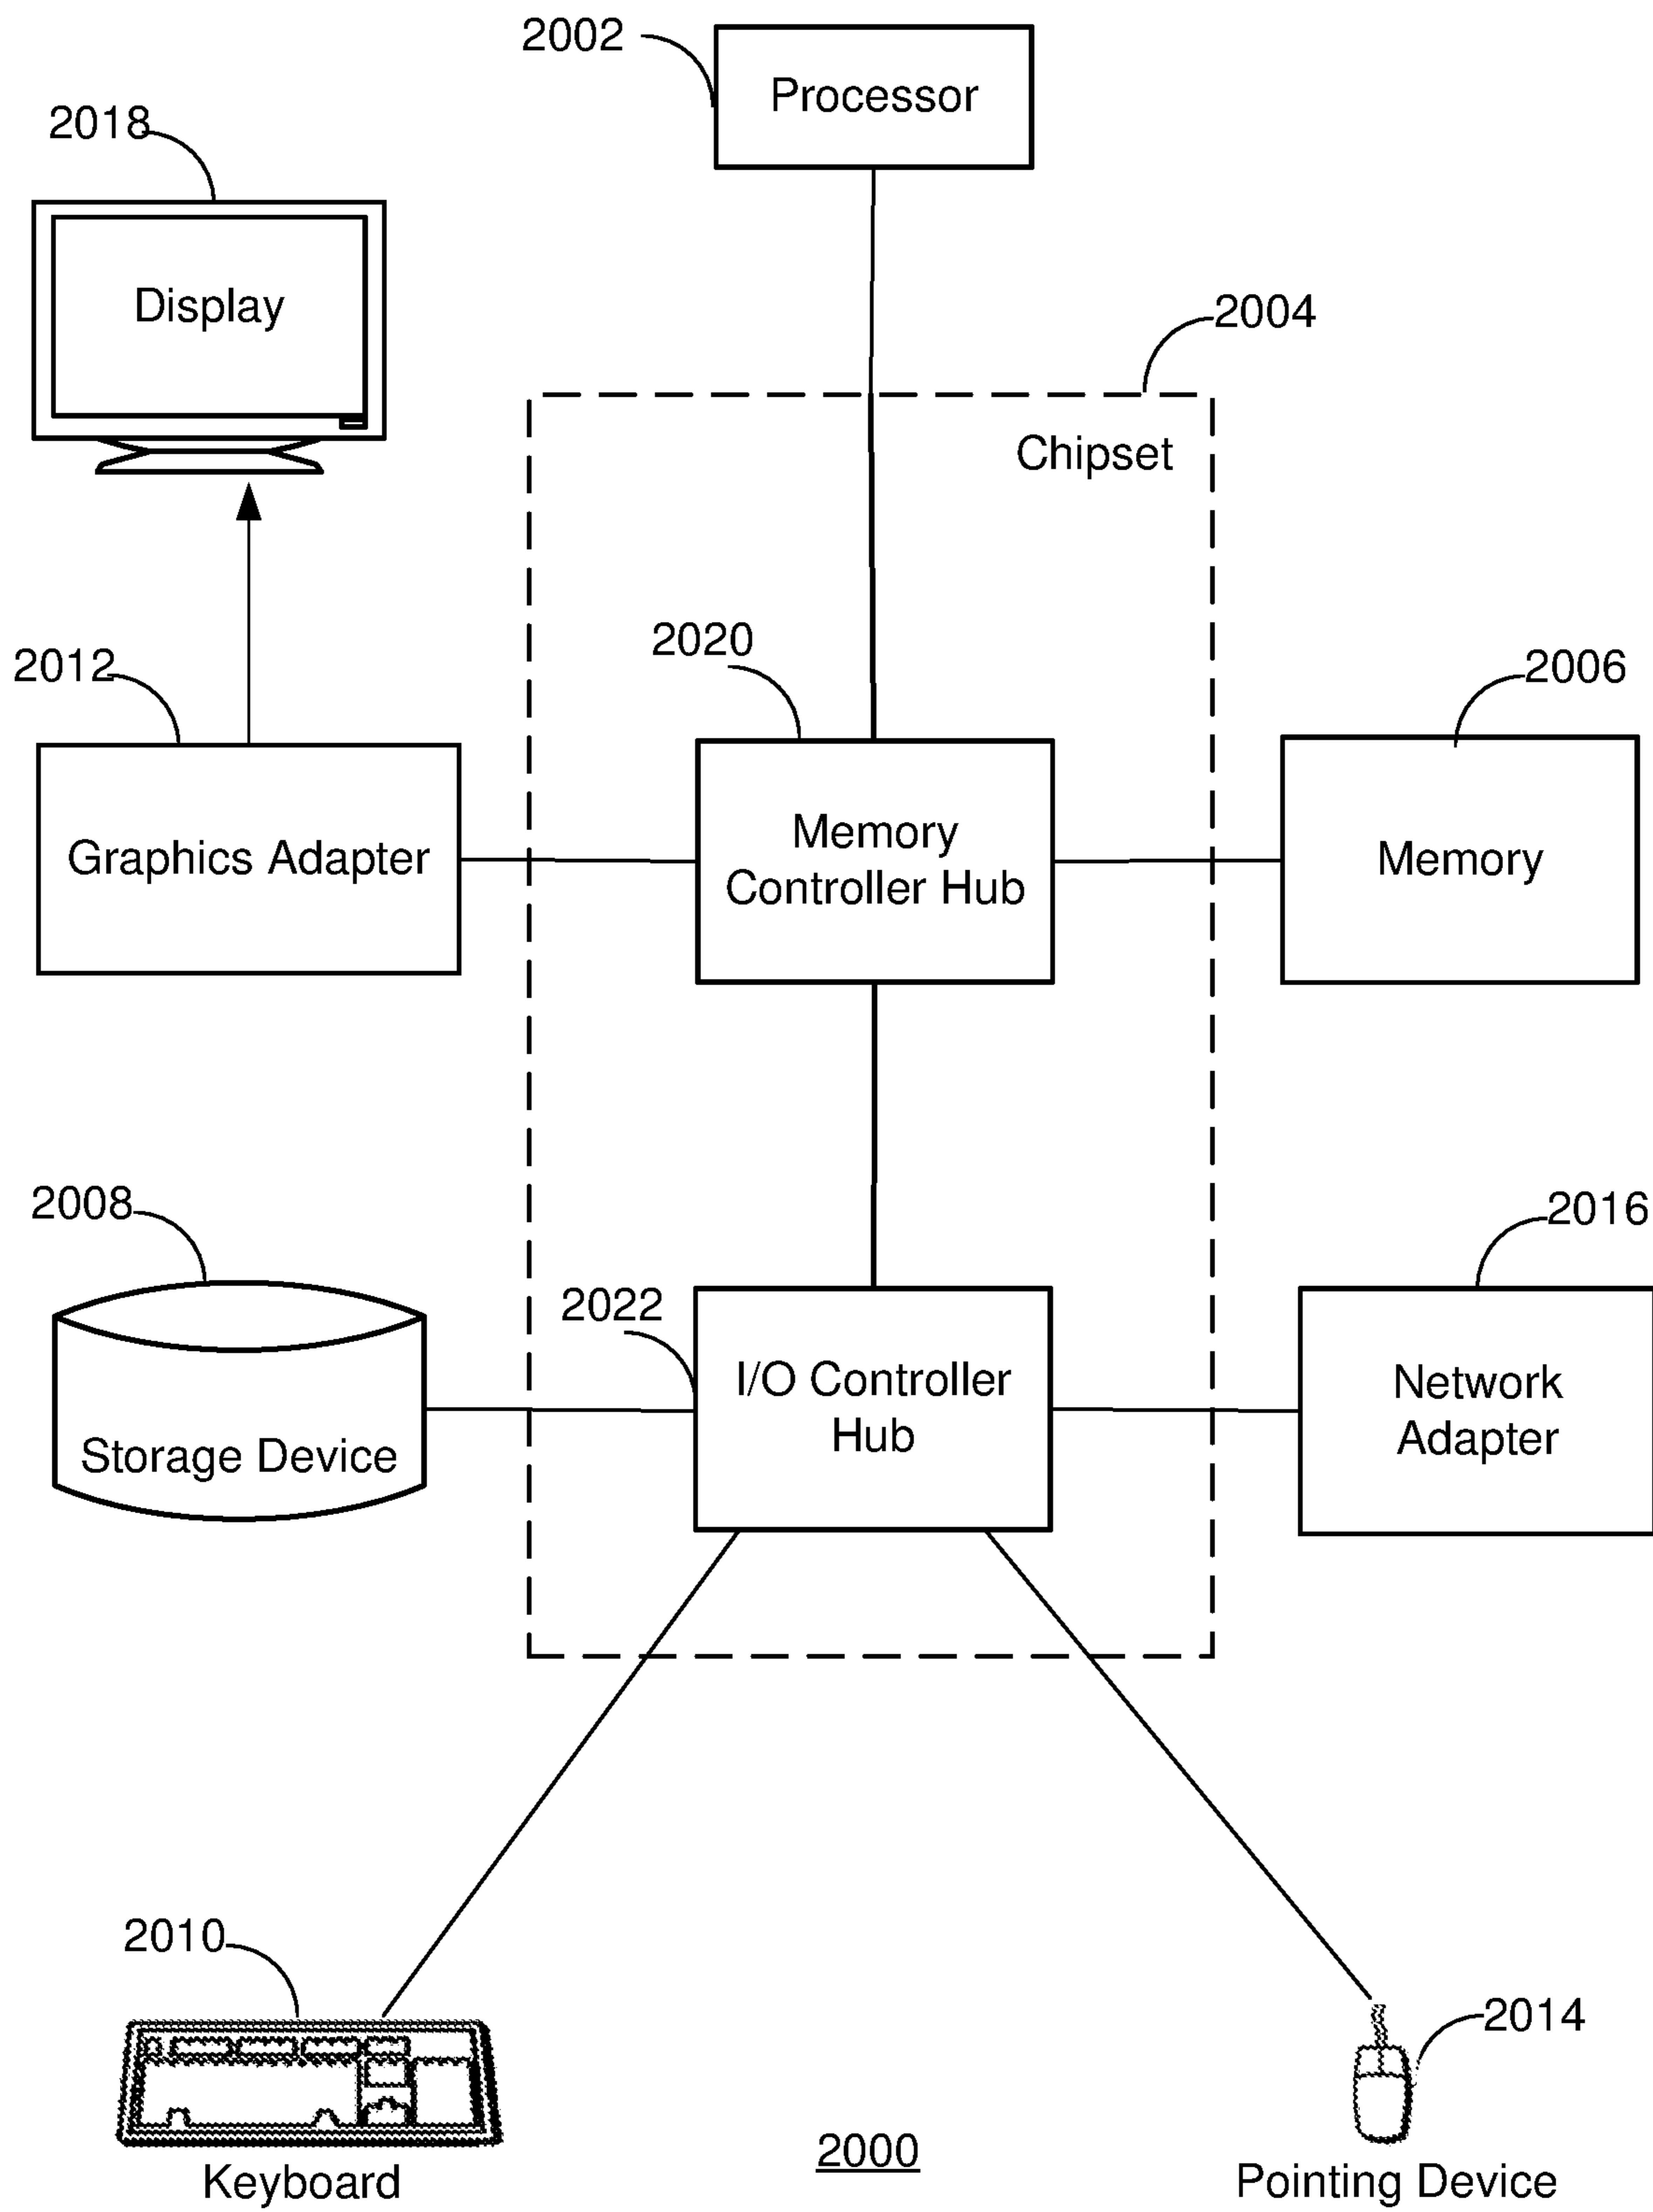 2002
Processor
2018
Display
2004
Chipset
2020
2012
2006
Graphics Adapter
Memory
Controller Hub
Memory
2008
2016
2022
Storage Device
I/O Controller
Hub
Network
Adapter
2010
2014
Keyboard
2000
Pointing Device